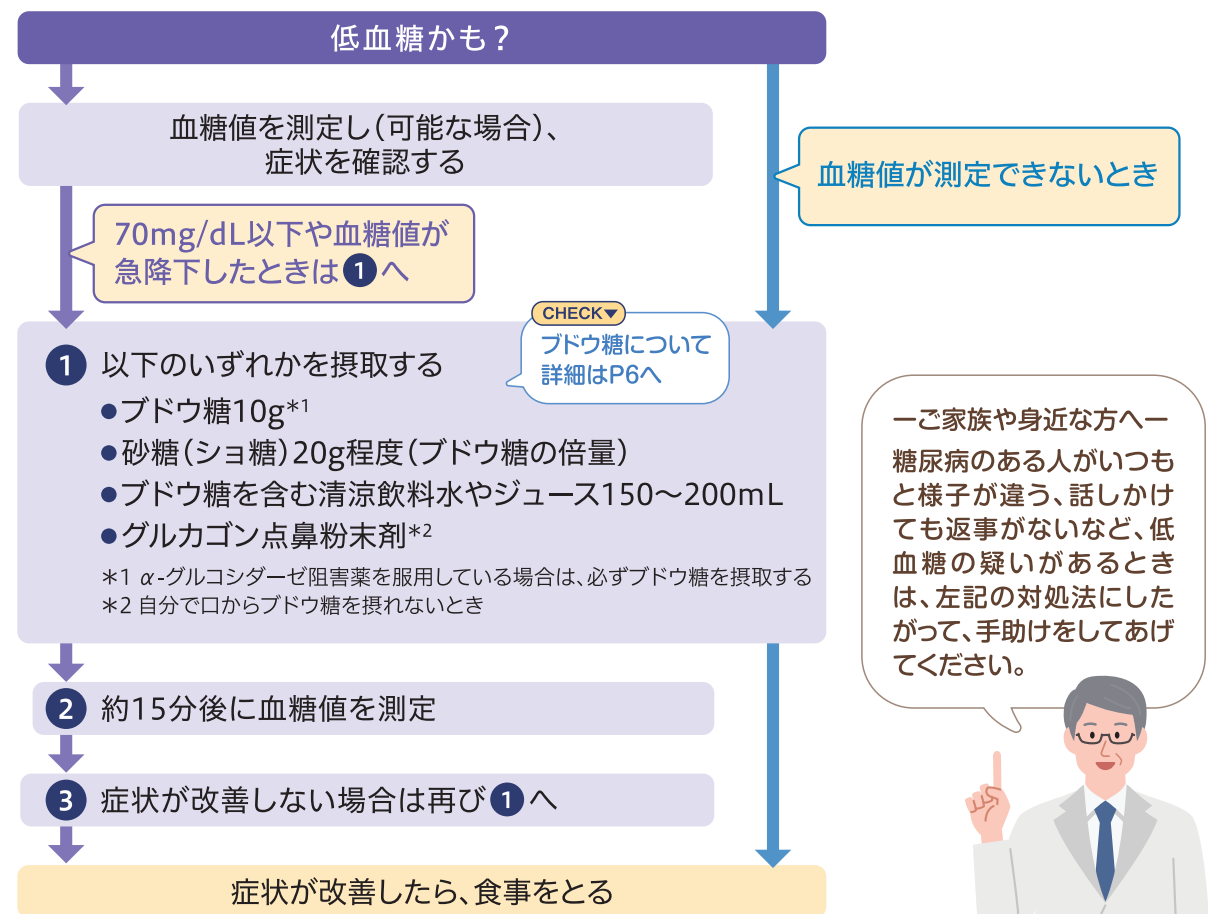 低血糖かも？
血糖値を測定し（可能な場合）、
症状を確認する
血糖値が測定できないとき
70mg/dL以下や血糖値が
急降下したときは1へ
CHECK▼
ブドウ糖について
詳細はP6へ
1 以下のいずれかを摂取する
●ブドウ糖10g＊1
●砂糖（ショ糖）20g程度（ブドウ糖の倍量）
●ブドウ糖を含む清涼飲料水やジュース150〜200mL
●グルカゴン点鼻粉末剤＊2
＊1 α-グルコシダーゼ阻害薬を服用している場合は、必ずブドウ糖を摂取する
＊2 自分で口からブドウ糖を摂れないとき
2 約15分後に血糖値を測定
3 症状が改善しない場合は再び1へ
症状が改善したら、食事をとる
ーご家族や身近な方へー
糖尿病のある人がいつも
と様子が違う、話しかけ
ても返事がないなど、低
血糖の疑いがあるとき
は、左記の対処法にした
がって、手助けをしてあげ
てください。